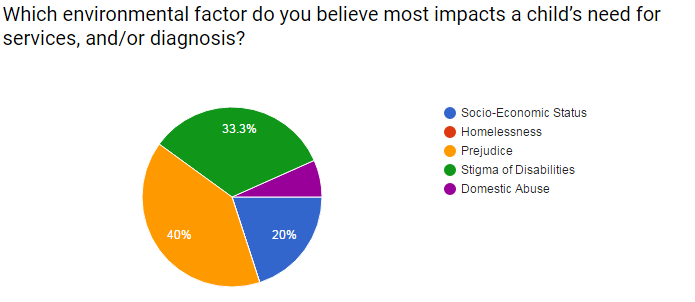 Which environmental factor do you believe most impacts a child’s need for
services, and/or diagnosis?
33.3%
40%
20%
Socio-Economic Status
Homelessness
Prejudice
Stigma of Disabilities
Domestic Abuse